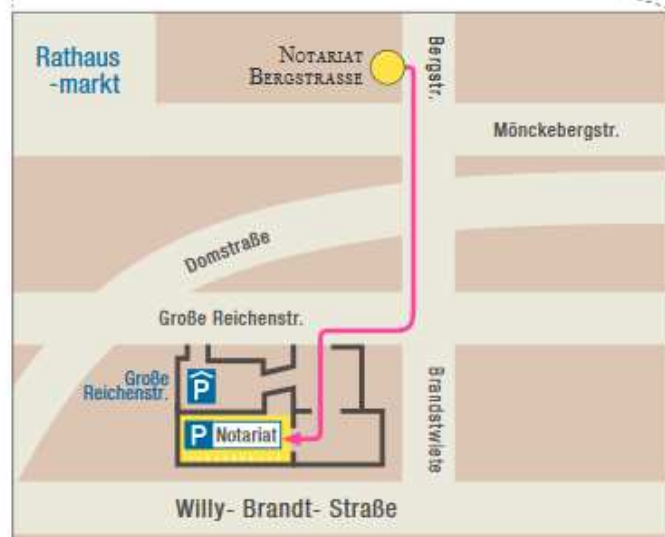 Rathaus
-markt
NOTARIAT
BERGSTRASSE
Bergstr.
Mönckebergstr.
Domstraße
Große Reichenstr.
Große
Reichenstr.
P
P Notariat
Brandstwiete
Willy- Brandt- Straße